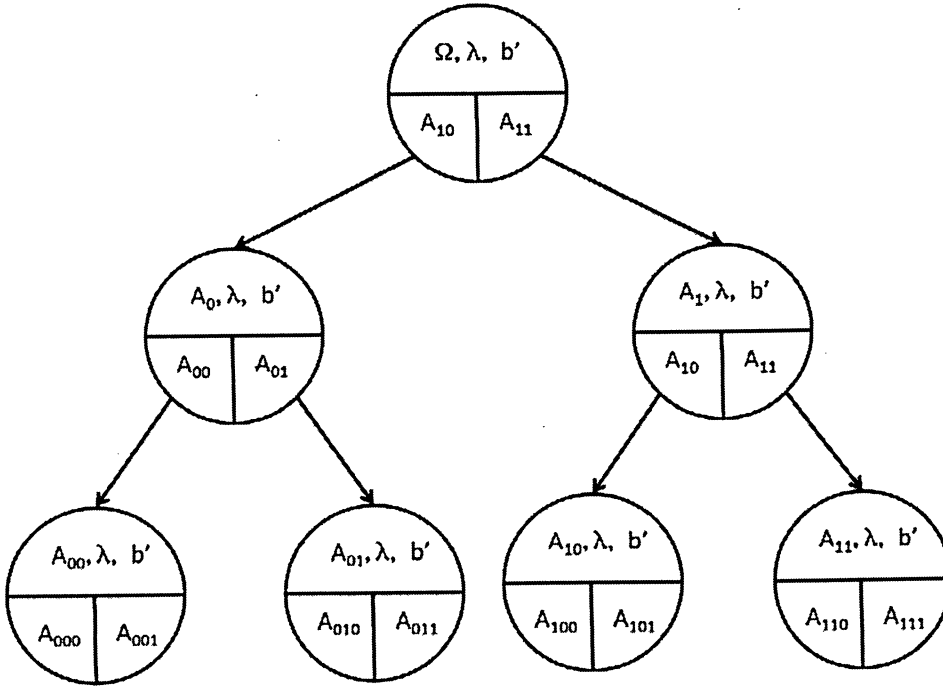 Ω, λ, b′
A₁₀ A₁₁
A₀, λ, b′
A₁, λ, b′
A₀₀ A₀₁
A₁₀ A₁₁
A₀₀, λ, b′
A₀₁, λ, b′
A₁₀, λ, b′
A₁₁, λ, b′
A₀₀₀ A₀₀₁
A₀₁₀ A₀₁₁
A₁₀₀ A₁₀₁
A₁₁₀ A₁₁₁